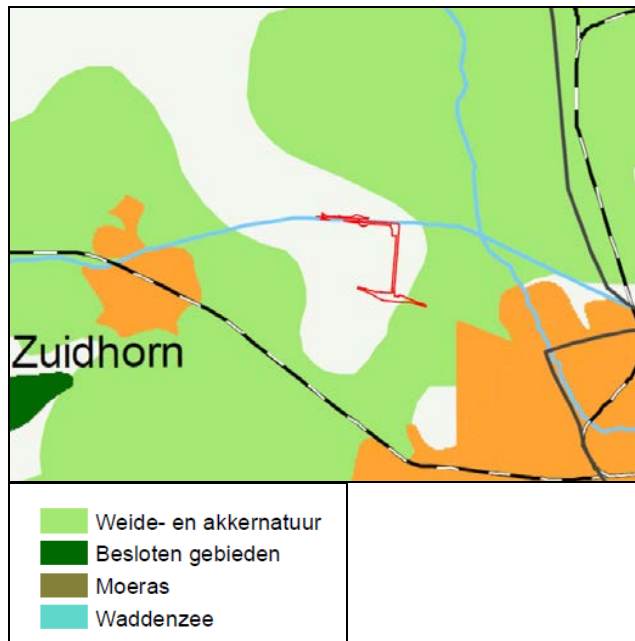 Zuidhorn
Weide- en akkernatuur
Besloten gebieden
Moeras
Waddenzee